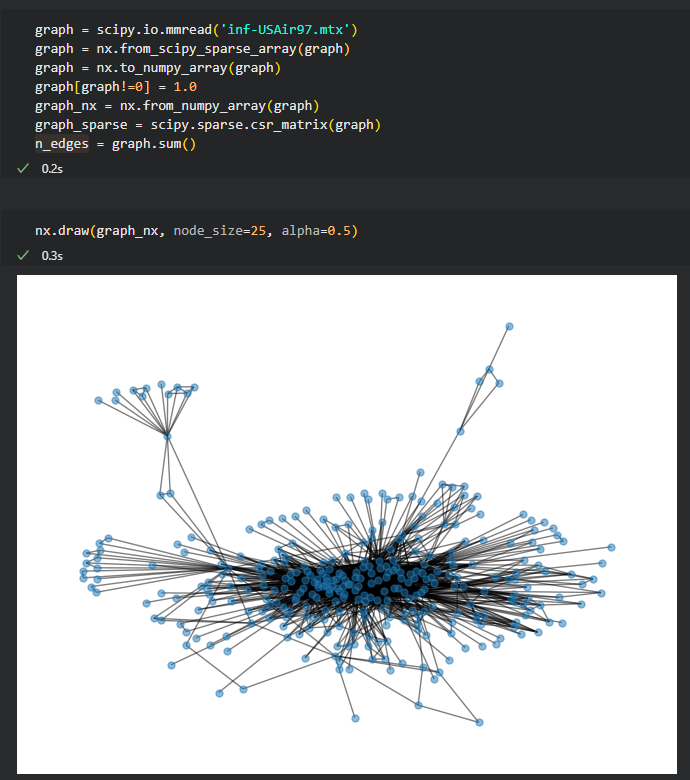 graph = scipy.io.mmread('inf-USAir97.mtx')
graph = nx.from_scipy_sparse_array(graph)
graph = nx.to_numpy_array(graph)
graph[graph!=0] = 1.0
graph_nx = nx.from_numpy_array(graph)
graph_sparse = scipy.sparse.csr_matrix(graph)
n_edges = graph.sum()
0.2s
nx.draw(graph_nx, node_size=25, alpha=0.5)
0.3s